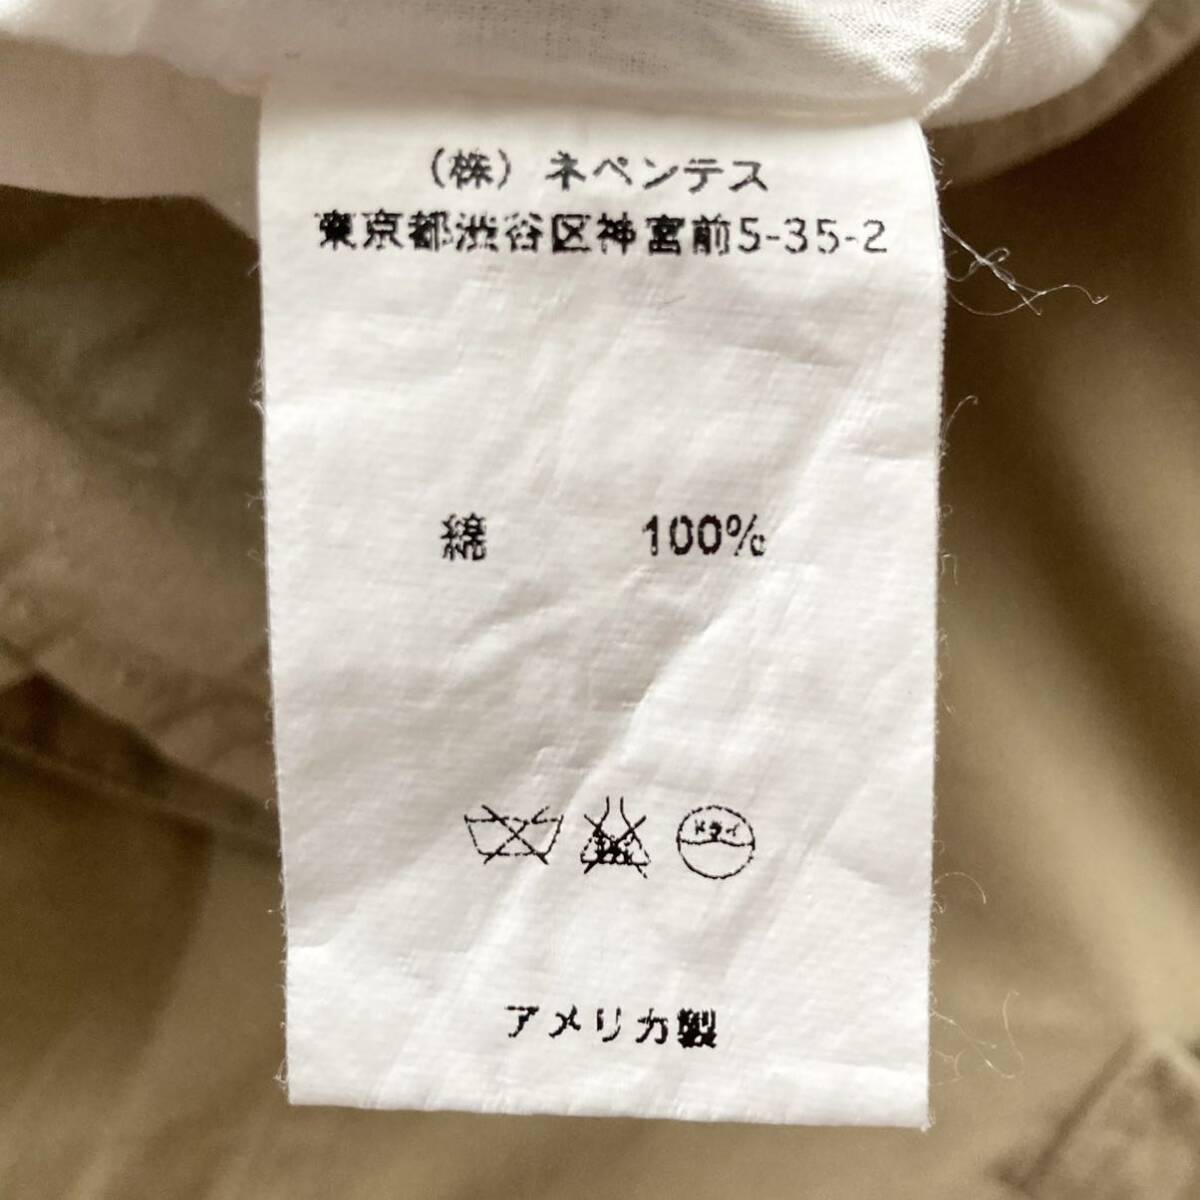 (株) ネペンテス
東京都渋谷区神宮前5-35-2
綿 100%
ドライ
アメリカ製